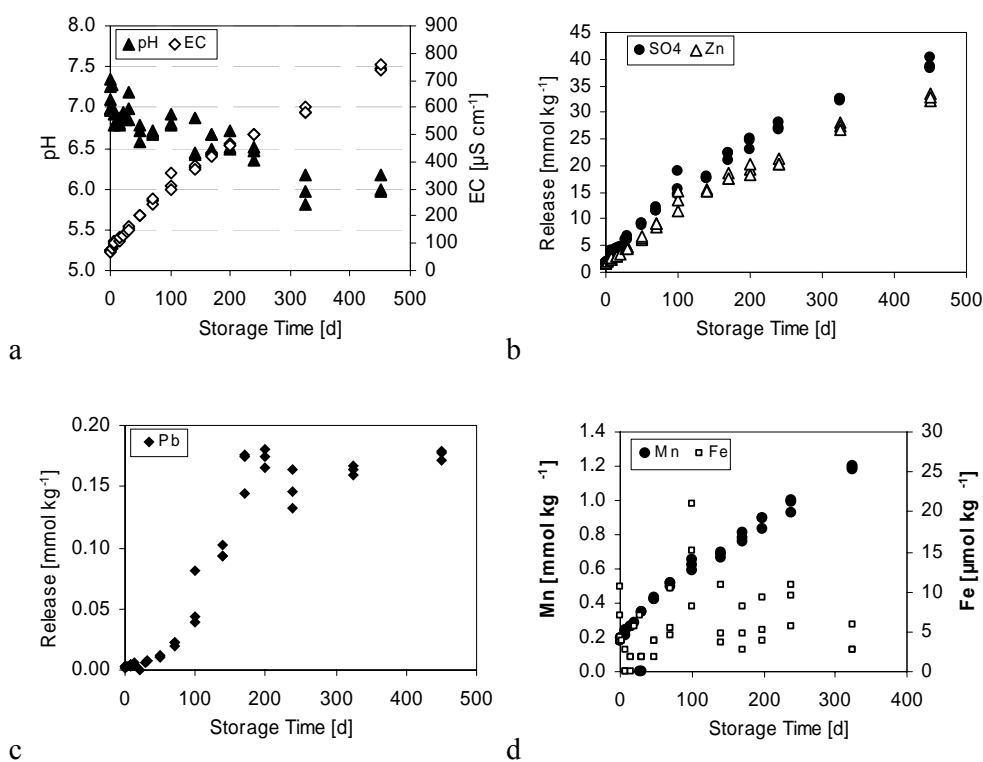 8.0
7.5
7.0
6.5
6.0
5.5
5.0
pH
pH EC
900
800
700
600
500
400
300
200
100
0
EC [µS cm⁻¹]
0 100 200 300 400 500
Storage Time [d]
a
45
40
35
30
25
20
15
10
5
0
Release [mmol kg⁻¹]
SO4 Zn
0 100 200 300 400 500
Storage Time [d]
b
0.20
0.15
0.10
0.05
0.00
Release [mmol kg⁻¹]
Pb
0 100 200 300 400 500
Storage Time [d]
c
1.4
1.2
1.0
0.8
0.6
0.4
0.2
0.0
Mn [mmol kg ⁻¹]
Mn Fe
30
25
20
15
10
5
0
Fe [µmol kg ⁻¹]
0 100 200 300 400
Storage Time [d]
d